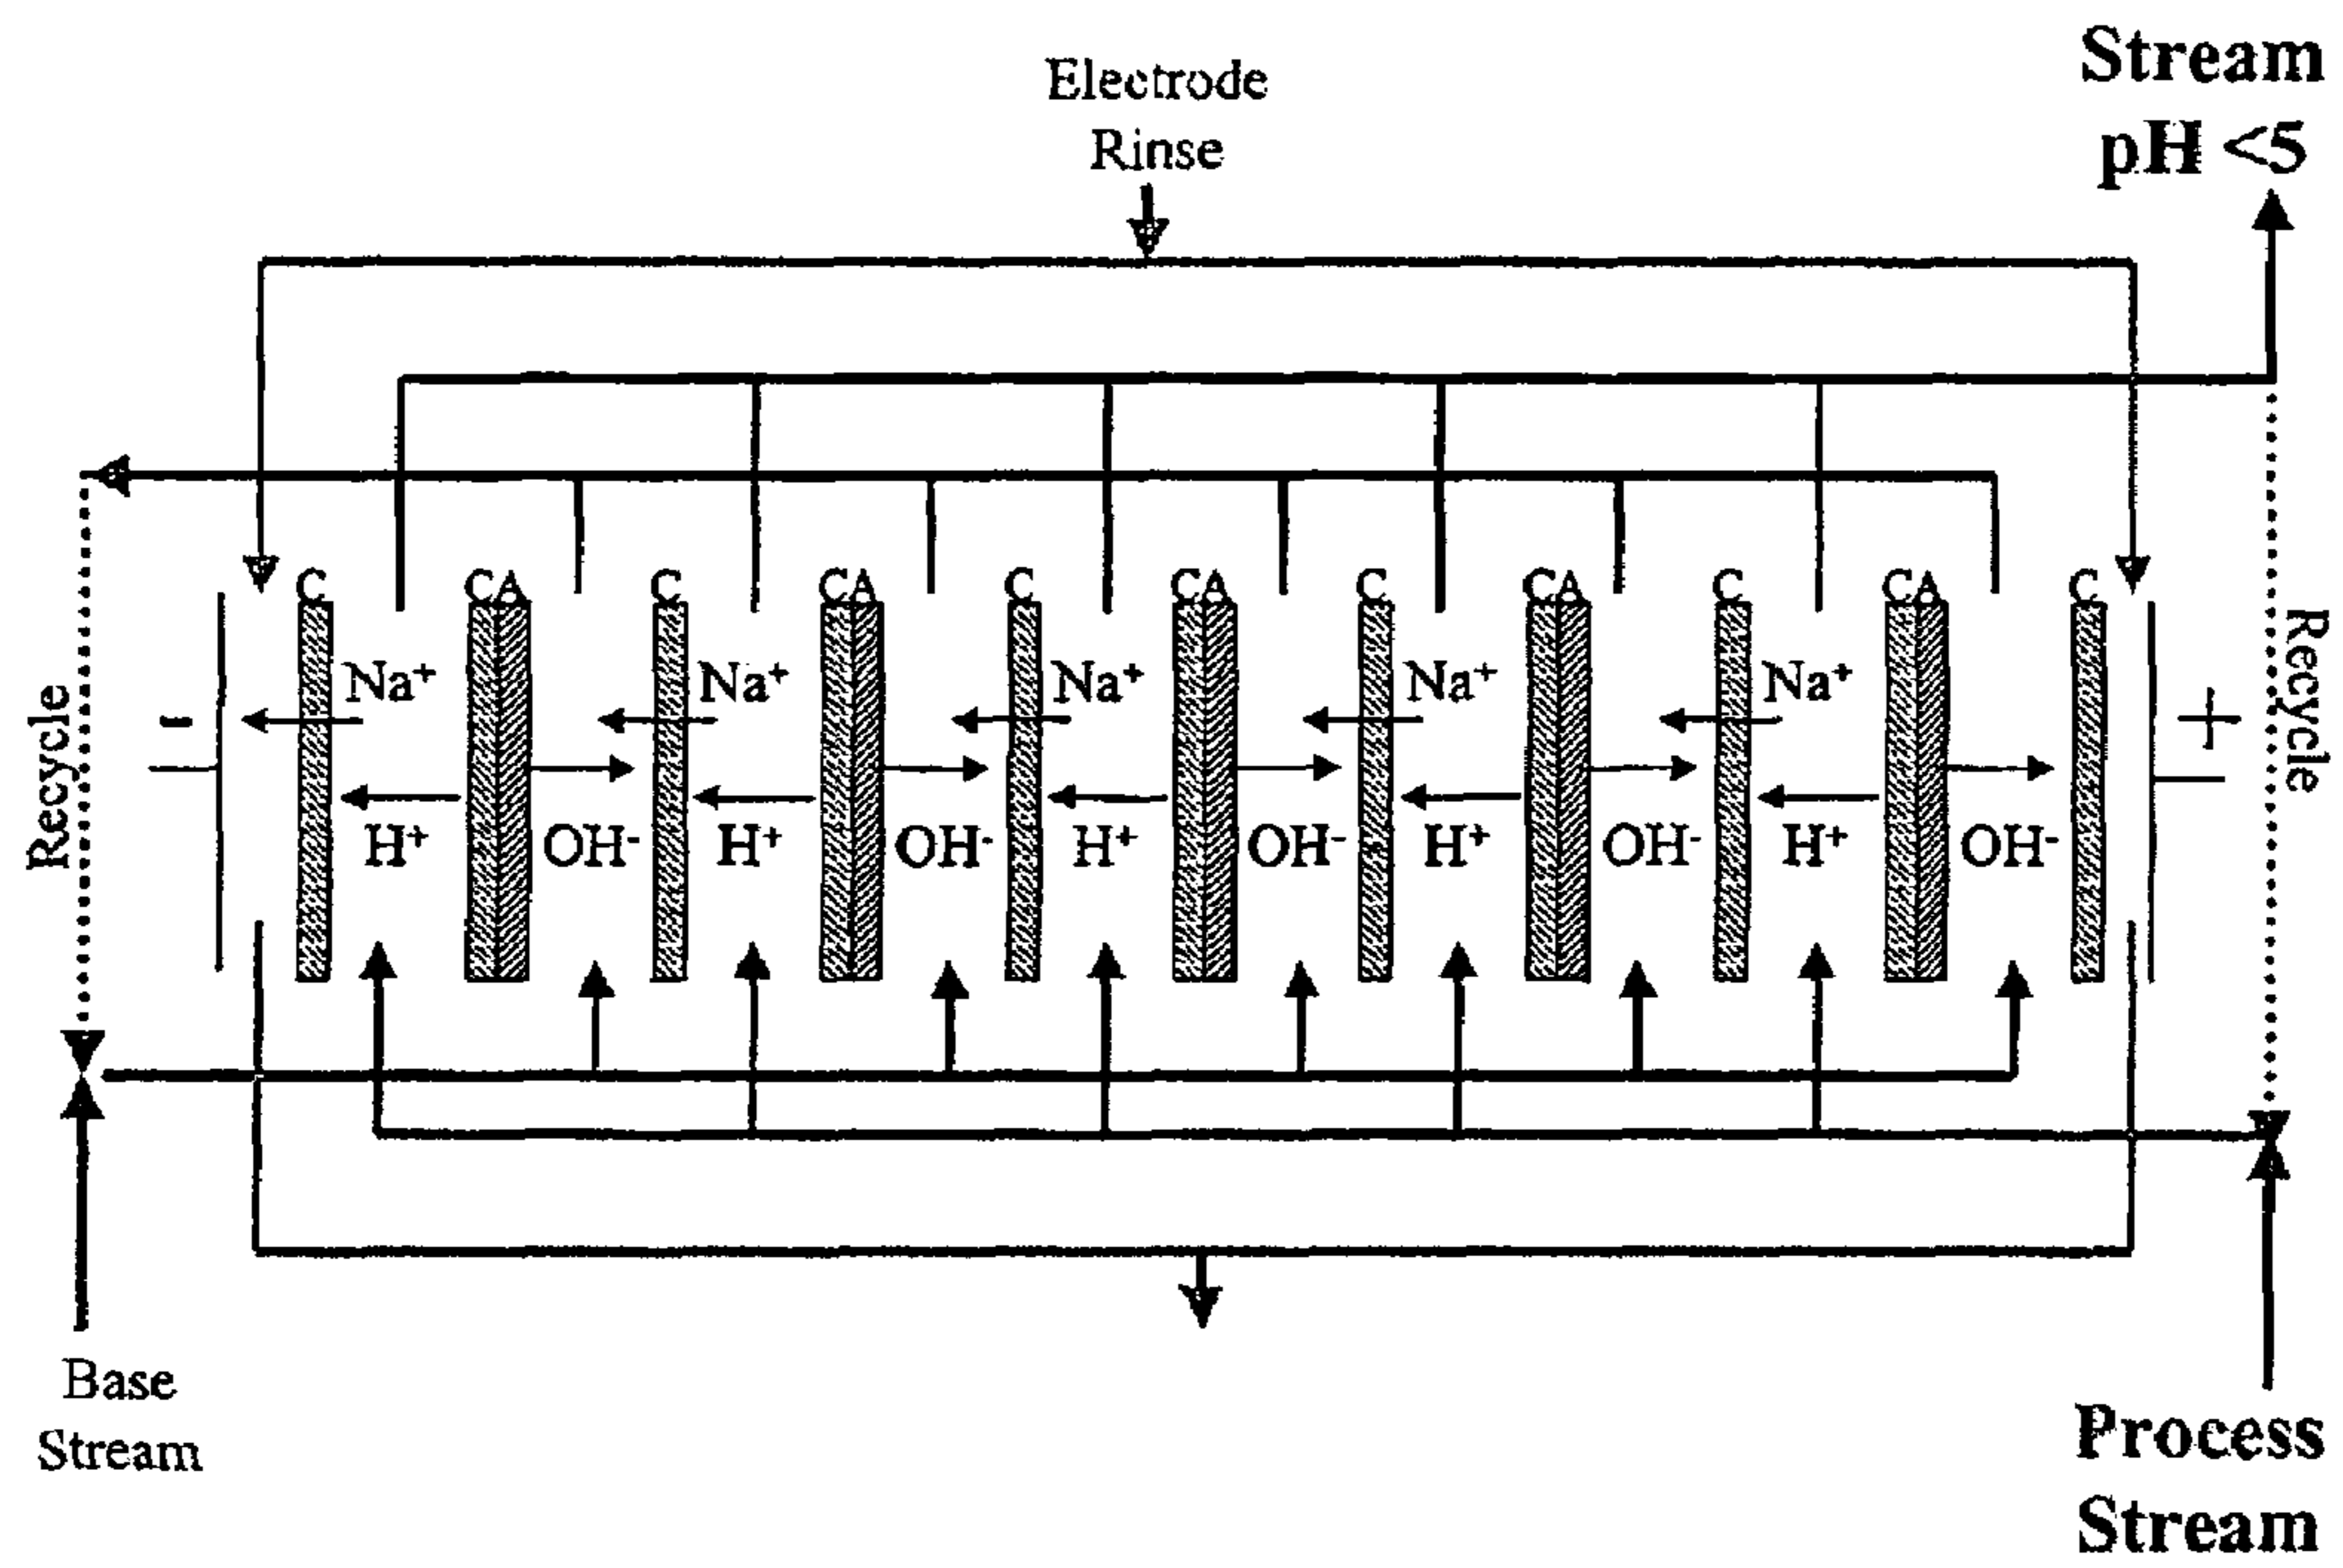 Electrode
Rinse
Stream
pH <5
C CA C CA C CA C CA C CA C
Na+ Na+ Na+ Na+ Na+
- +
H+ OH- H+ OH- H+ OH- H+ OH- H+ OH-
Recycle
Recycle
Base
Stream
Process
Stream